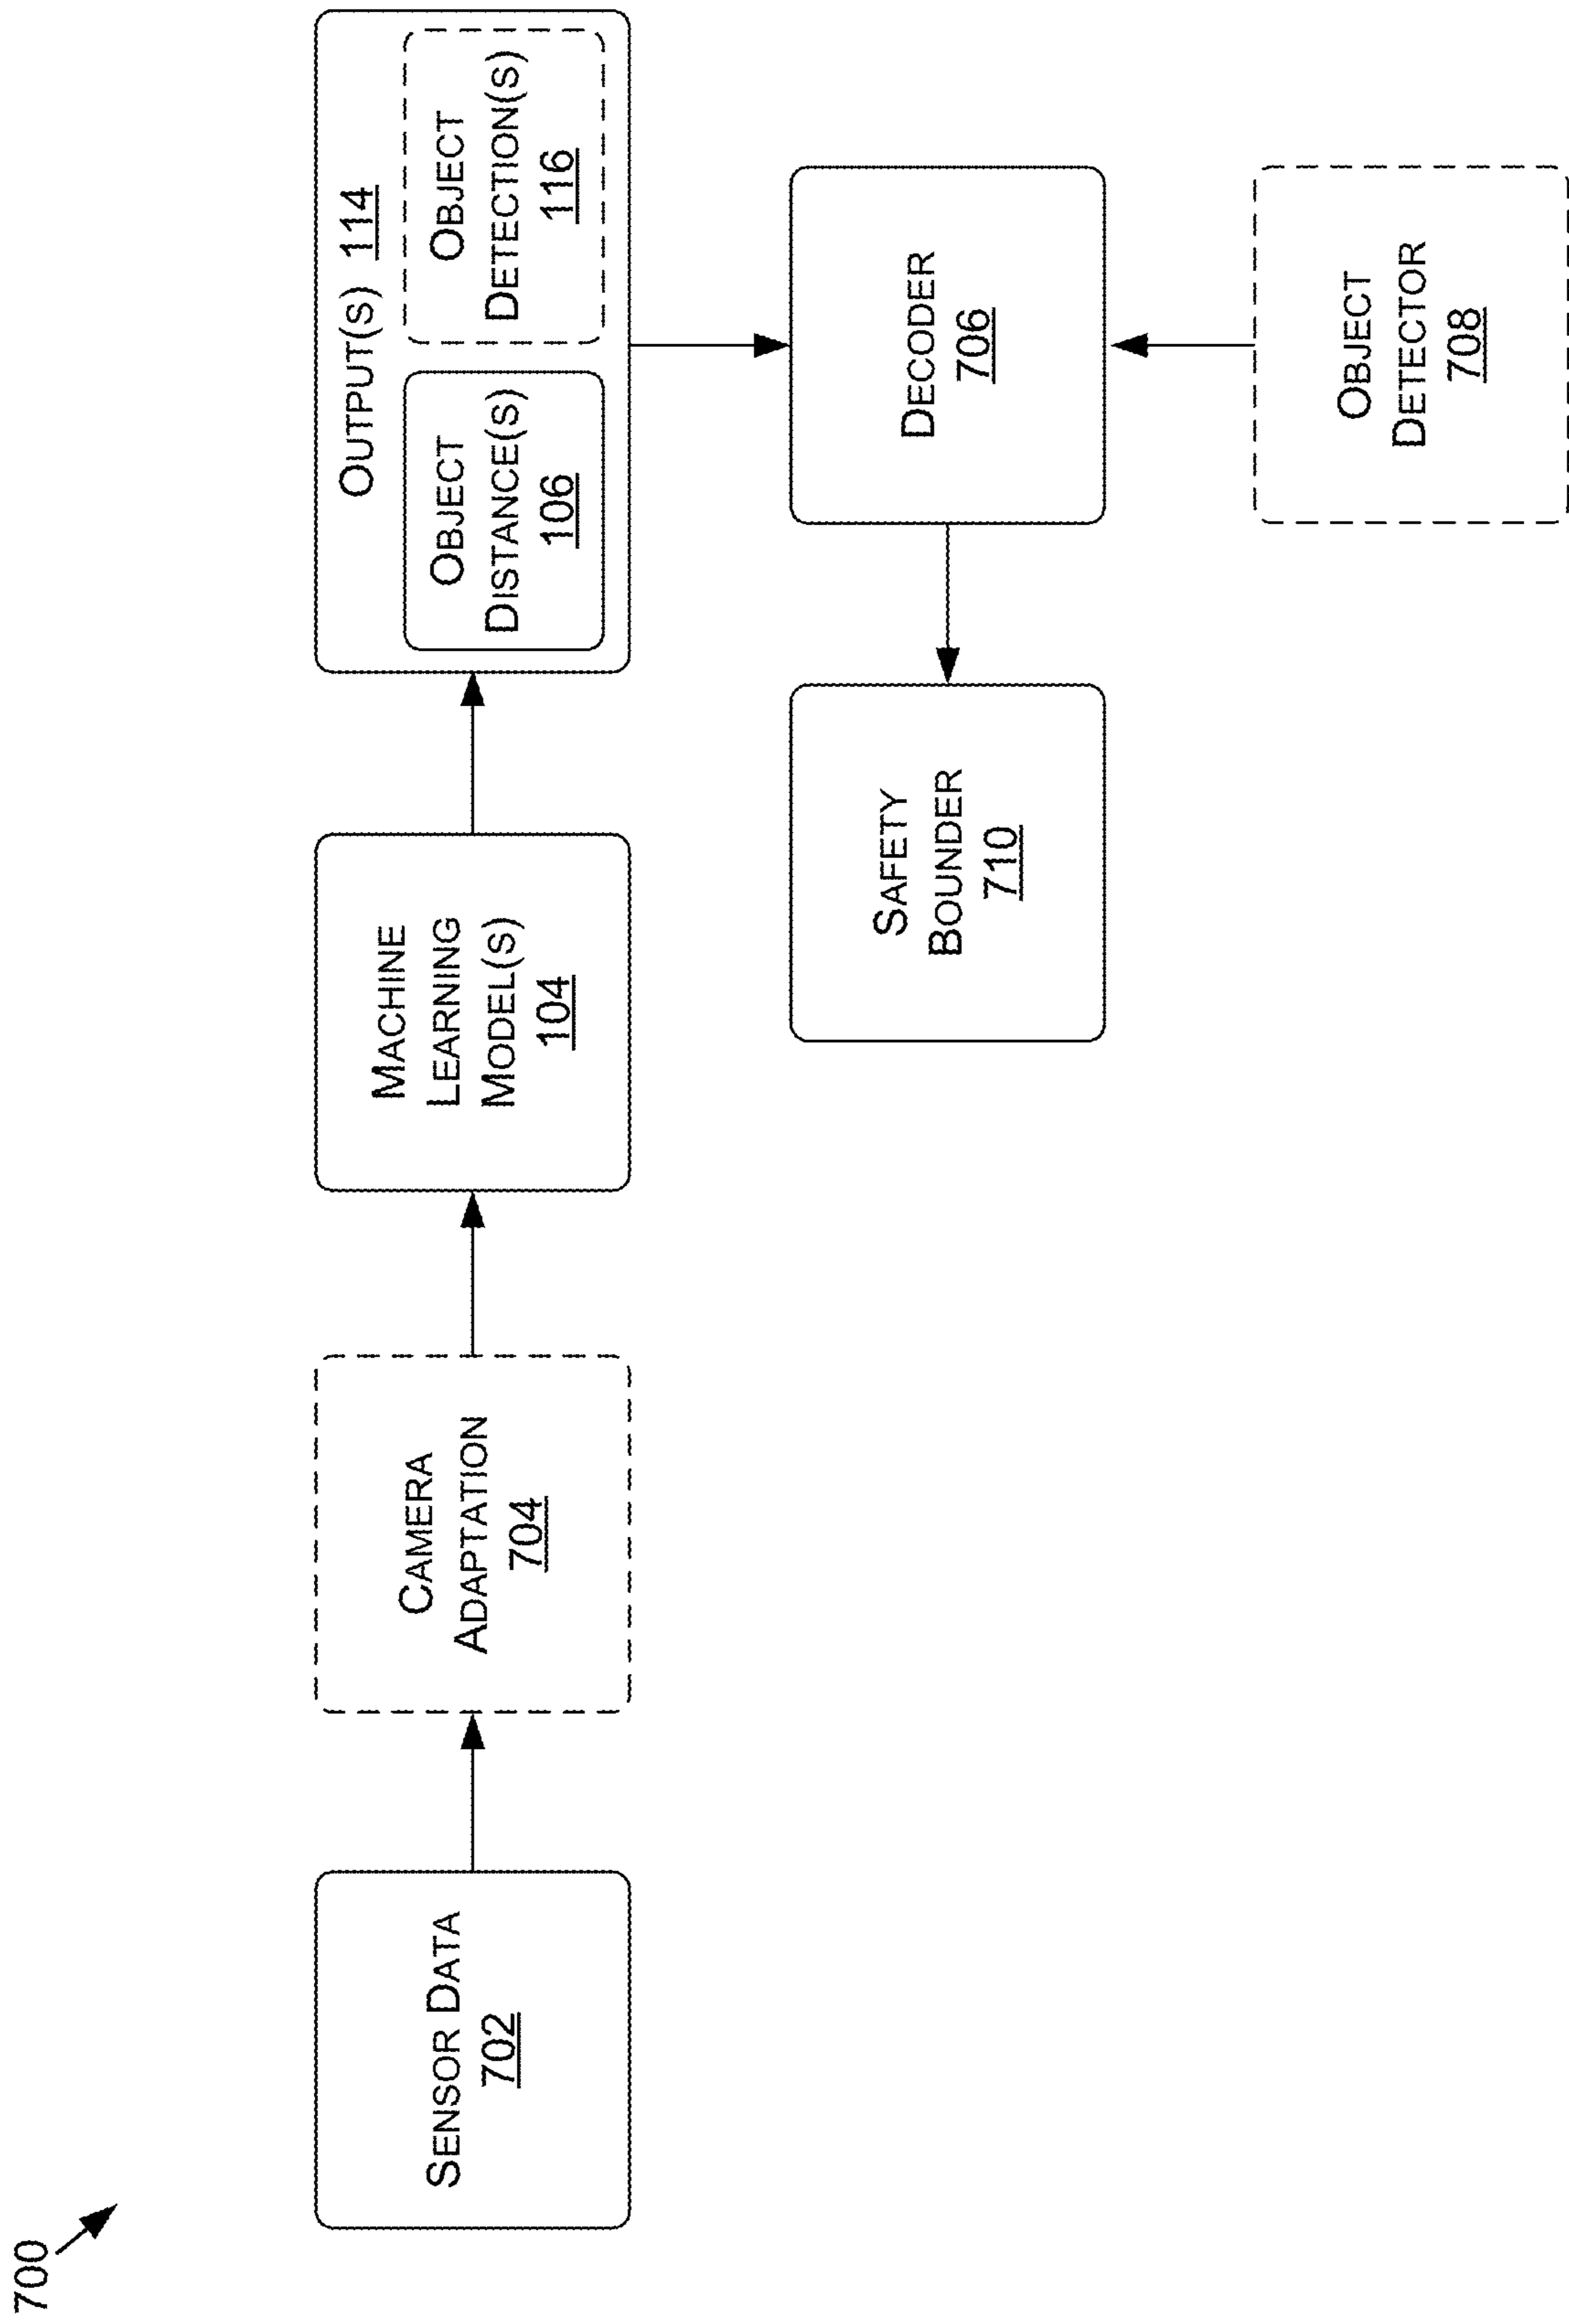 700
SENSOR DATA
702
CAMERA
ADAPTATION
704
MACHINE
LEARNING
MODEL(S)
104
OUTPUT(S) 114
OBJECT
DISTANCE(S)
106
OBJECT
DETECTION(S)
116
SAFETY
BOUNDER
710
DECODER
706
OBJECT
DETECTOR
708